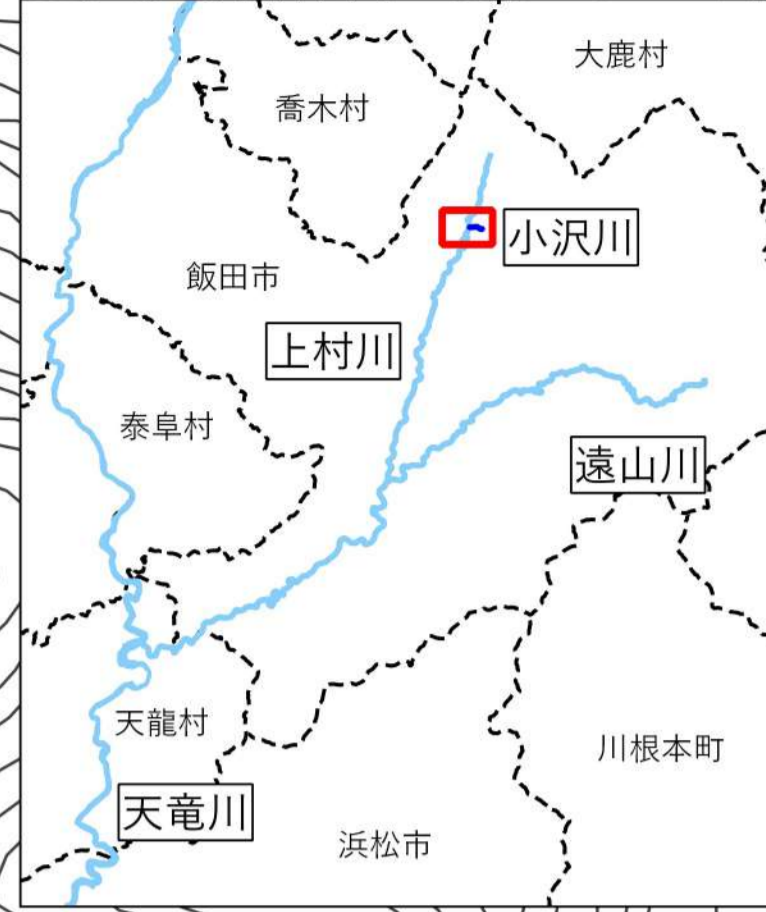 大鹿村
喬木村
小沢川
飯田市
上村川
泰阜村
遠山川
天龍村
川根本町
天竜川
浜松市